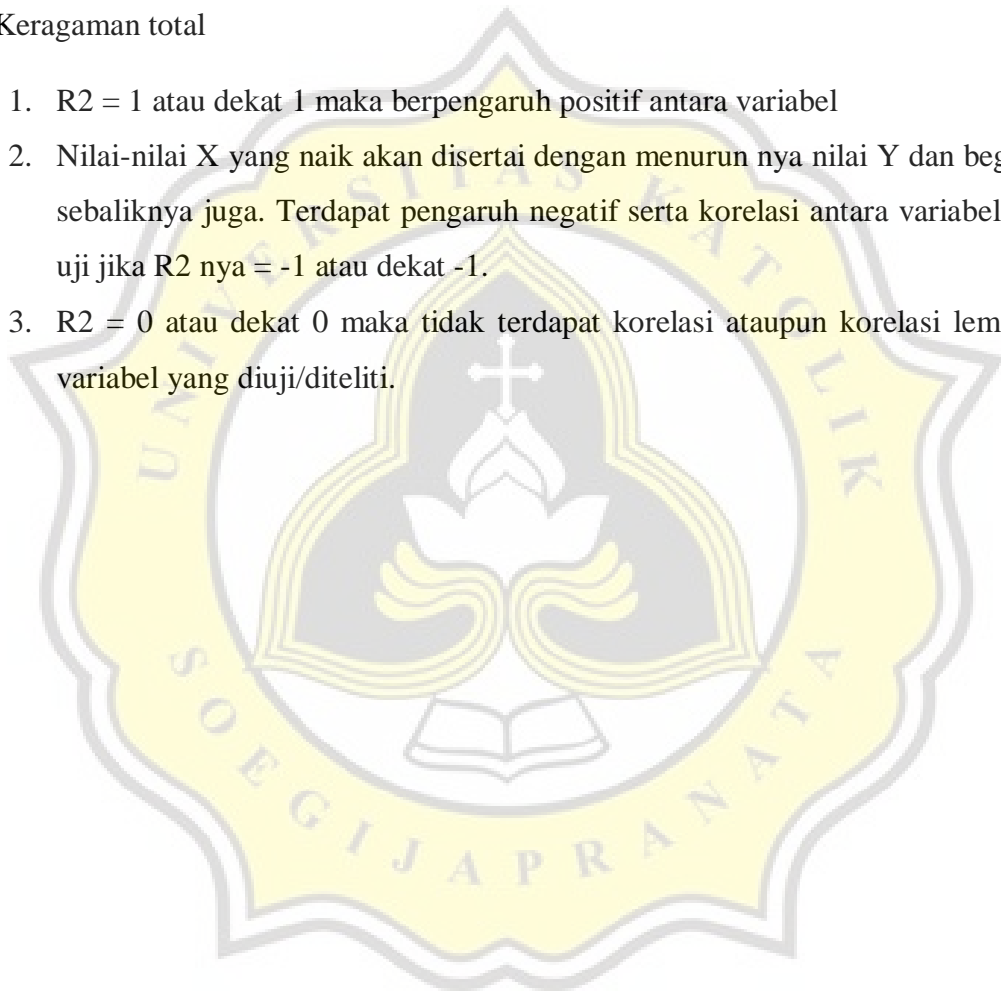 Keragaman total
1. R2 = 1 atau dekat 1 maka berpengaruh positif antara variabel
2. Nilai-nilai X yang naik akan disertai dengan menurun nya nilai Y dan
sebaliknya juga. Terdapat pengaruh negatif serta korelasi antara variabel
uji jika R2 nya = -1 atau dekat -1.
3. R2 = 0 atau dekat 0 maka tidak terdapat korelasi ataupun korelasi
variabel yang diuji/diteliti.
UNIVERSITAS KATOLIK
SOEGIJAPRANATA